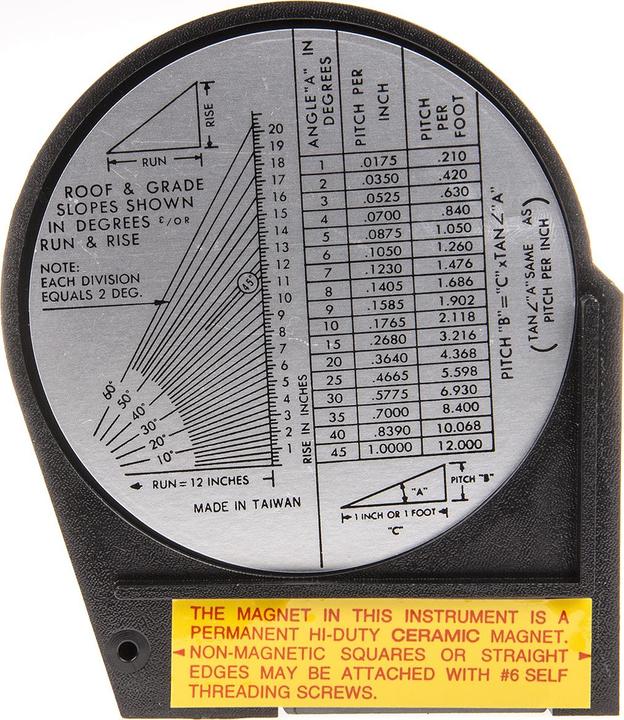 RISE
RUN
ROOF & GRADE
SLOPES SHOWN
IN DEGREES &/OR
RUN & RISE
NOTE:
EACH DIVISION
EQUALS 2 DEG.
20
19
18
17
16
15
14
13
12
11
10
9
8
7
6
5
4
3
2
1
45°
60°
50°
40°
30°
20°
10°
RISE IN INCHES
RUN = 12 INCHES
MADE IN TAIWAN
ANGLE "A" IN DEGREES PITCH PER INCH PITCH PER FOOT
1 .0175 .210
2 .0350 .420
3 .0525 .630
4 .0700 .840
5 .0875 1.050
6 .1050 1.260
7 .1230 1.476
8 .1405 1.686
9 .1585 1.902
10 .1765 2.118
15 .2680 3.216
20 .3640 4.368
25 .4665 5.598
30 .5775 6.930
35 .7000 8.400
40 .8390 10.068
45 1.0000 12.000
PITCH "B" = "C" x TAN ∠ "A"
(TAN ∠ "A" SAME AS
PITCH PER INCH)
"A"
PITCH "B"
1 INCH OR 1 FOOT
"C"
THE MAGNET IN THIS INSTRUMENT IS A
PERMANENT HI-DUTY CERAMIC MAGNET.
NON-MAGNETIC SQUARES OR STRAIGHT
EDGES MAY BE ATTACHED WITH #6 SELF
THREADING SCREWS.